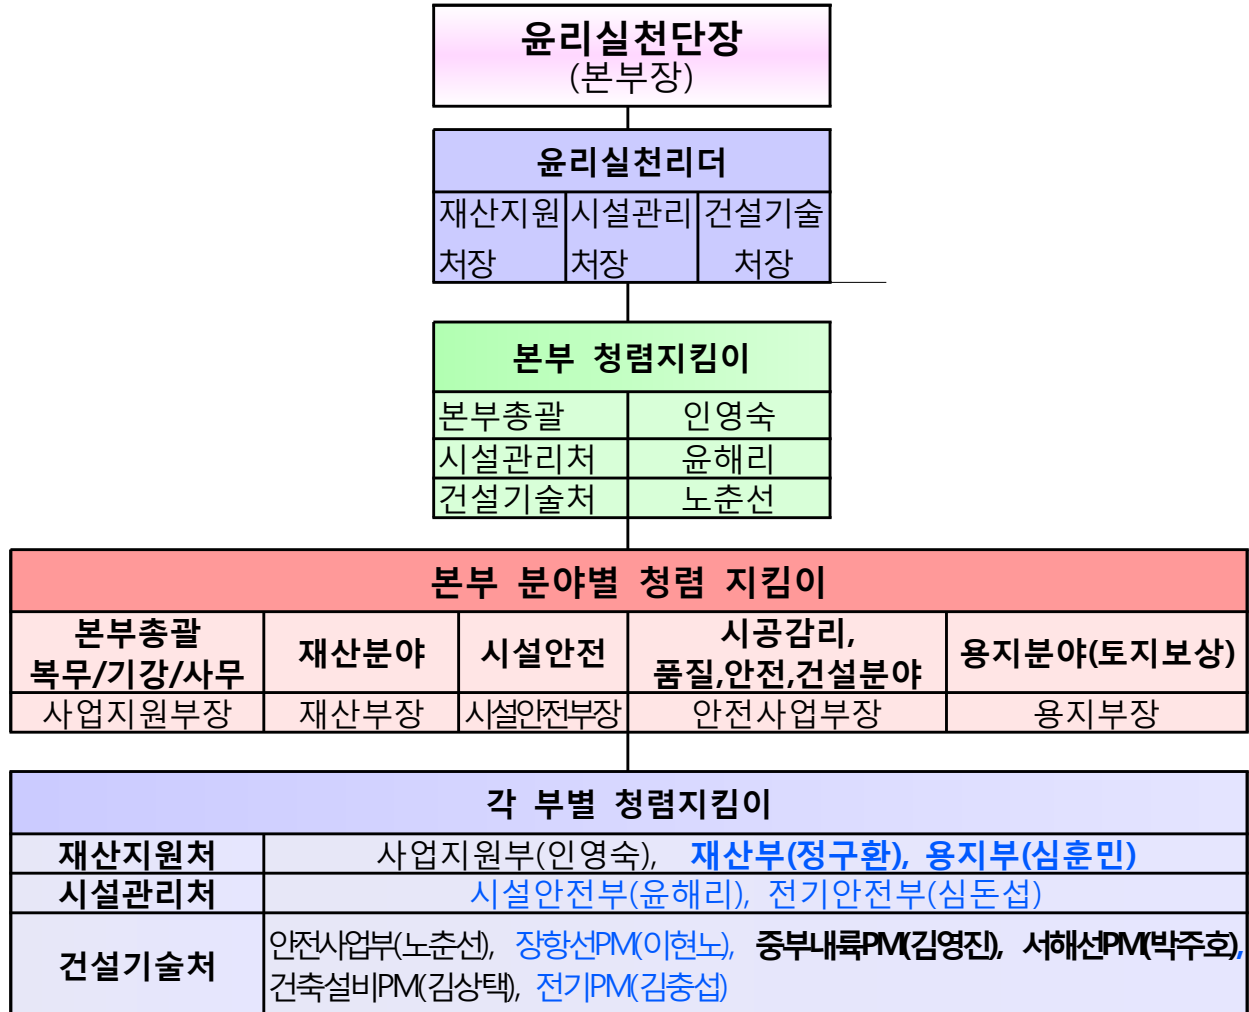 윤리실천단장
(본부장)
윤리실천리더
재산지원 시설관리 건설기술
처장 처장 처장
본부 청렴지킴이
본부총괄 인영숙
시설관리처 윤해리
건설기술처 노춘선
본부 분야별 청렴 지킴이
본부총괄
복무/기강/사무
재산분야
시설안전
시공감리,
품질,안전,건설분야
용지분야(토지보상)
사업지원부장 재산부장 시설안전부장 안전사업부장 용지부장
각 부별 청렴지킴이
재산지원처 사업지원부(인영숙), 재산부(정구환), 용지부(심훈민)
시설관리처 시설안전부(윤해리), 전기안전부(심돈섭)
건설기술처
안전사업부(노춘선), 장항선PM(이현노), 중부내륙PM(김영진), 서해선PM(박주호),
건축설비PM(김상택), 전기PM(김충섭)